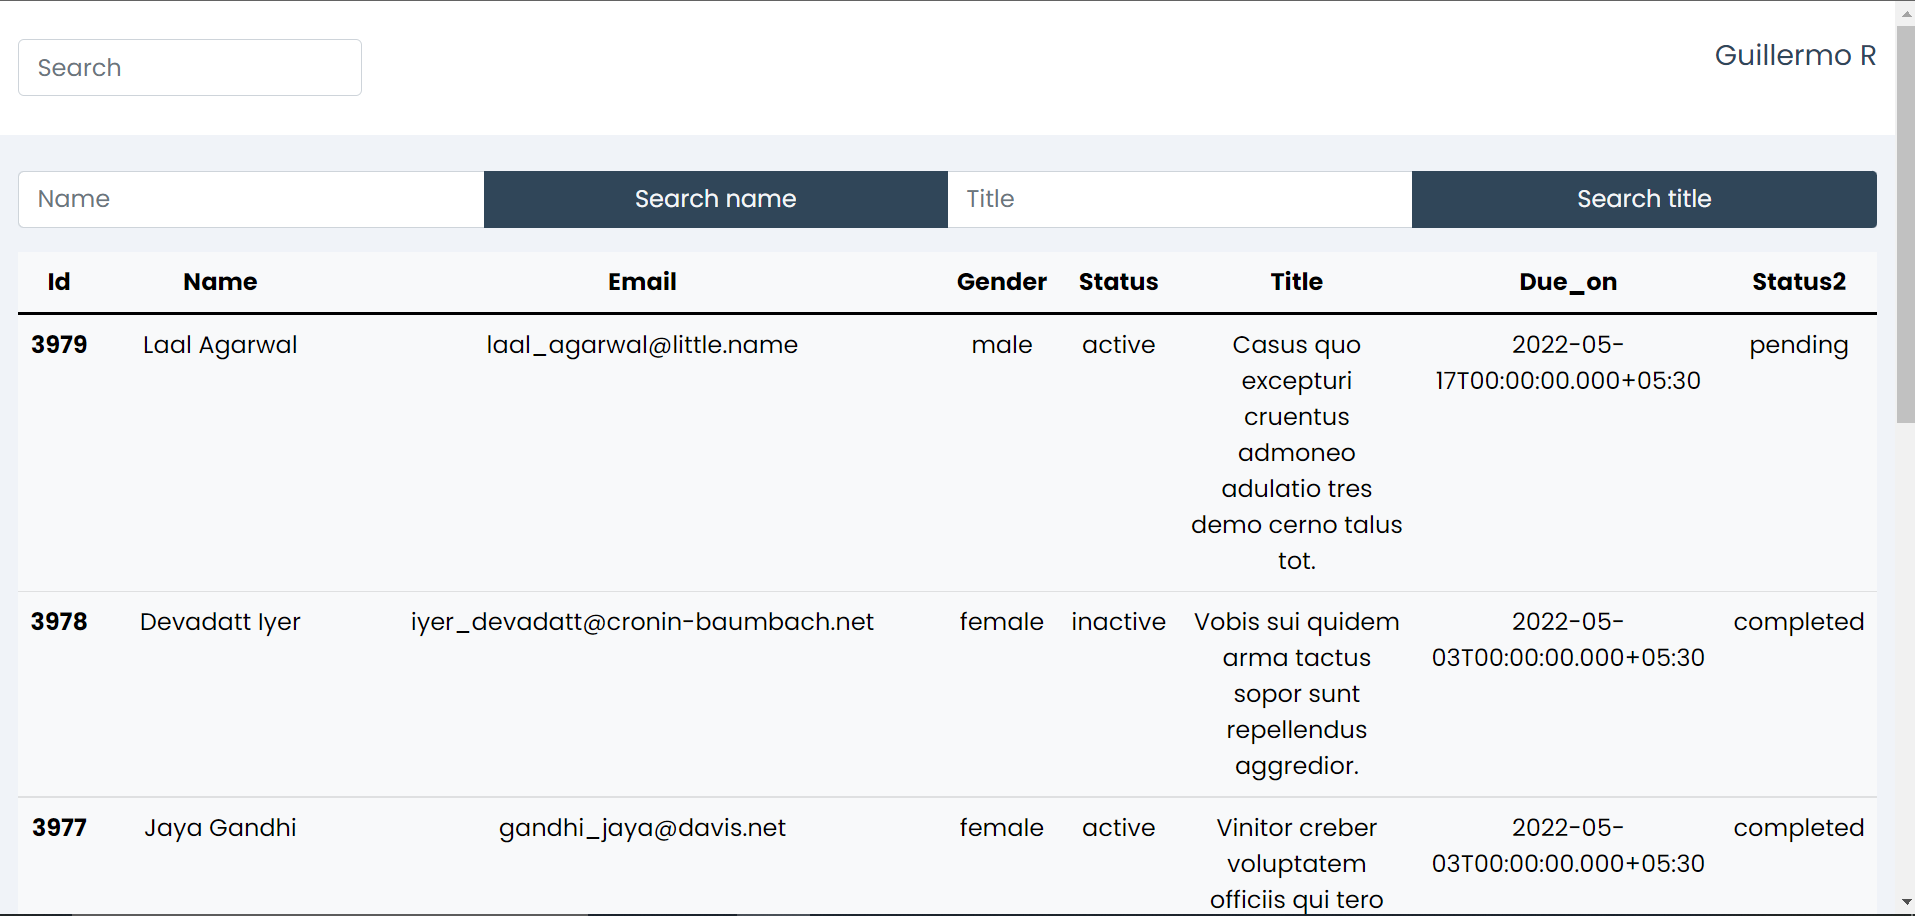 Search
Guillermo R
Name Search name Title Search title
Id Name Email Gender Status Title Due_on Status2
3979 Laal Agarwal laal_agarwal@little.name male active Casus quo 2022-05- pending
excepturi 17T00:00:00.000+05:30
cruentus
admoneo
adulatio tres
demo cerno talus
tot.
3978 Devadatt Iyer iyer_devadatt@cronin-baumbach.net female inactive Vobis sui quidem 2022-05- completed
arma tactus 03T00:00:00.000+05:30
sopor sunt
repellendus
aggredior.
3977 Jaya Gandhi gandhi_jaya@davis.net female active Vinitor creber 2022-05- completed
voluptatem 03T00:00:00.000+05:30
officiis qui tero